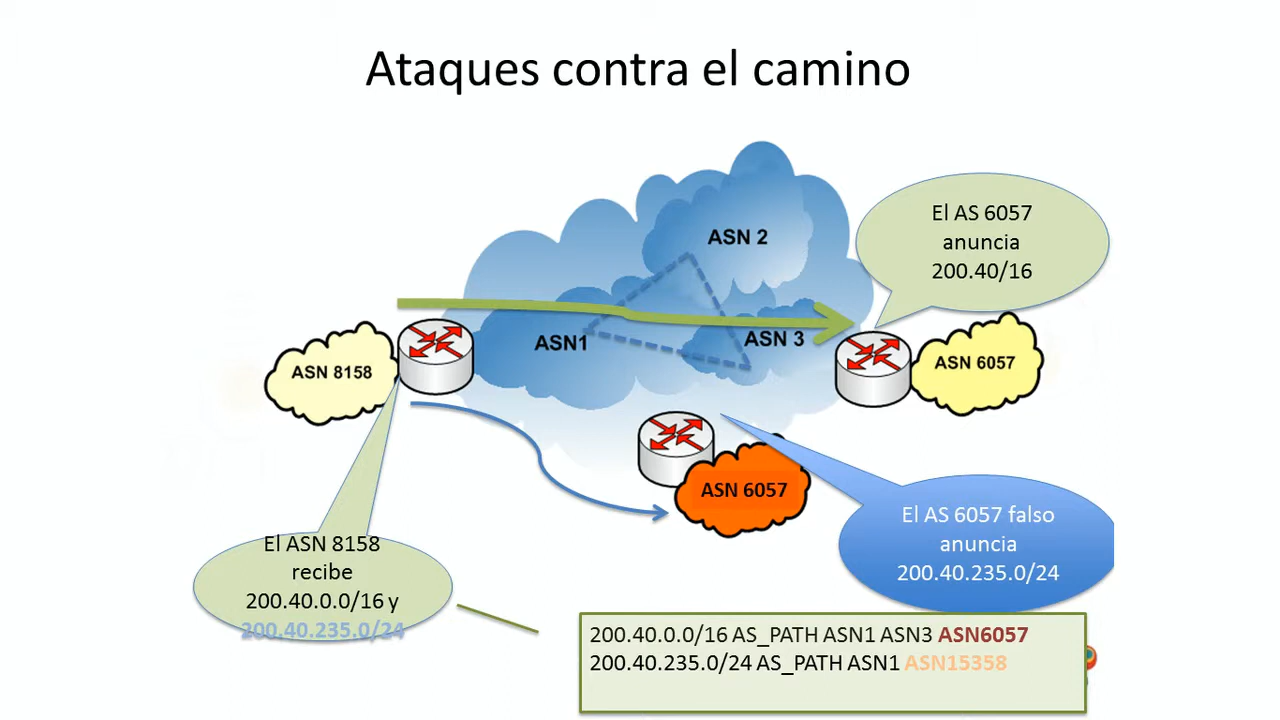 Ataques contra el camino
ASN 2
El AS 6057
anuncia
200.40/16
ASN1
ASN 3
ASN 8158
ASN 6057
ASN 6057
El AS 6057 falso
anuncia
200.40.235.0/24
El ASN 8158
recibe
200.40.0.0/16 y
200.40.235.0/24
200.40.0.0/16 AS_PATH ASN1 ASN3 ASN6057
200.40.235.0/24 AS_PATH ASN1 ASN15358